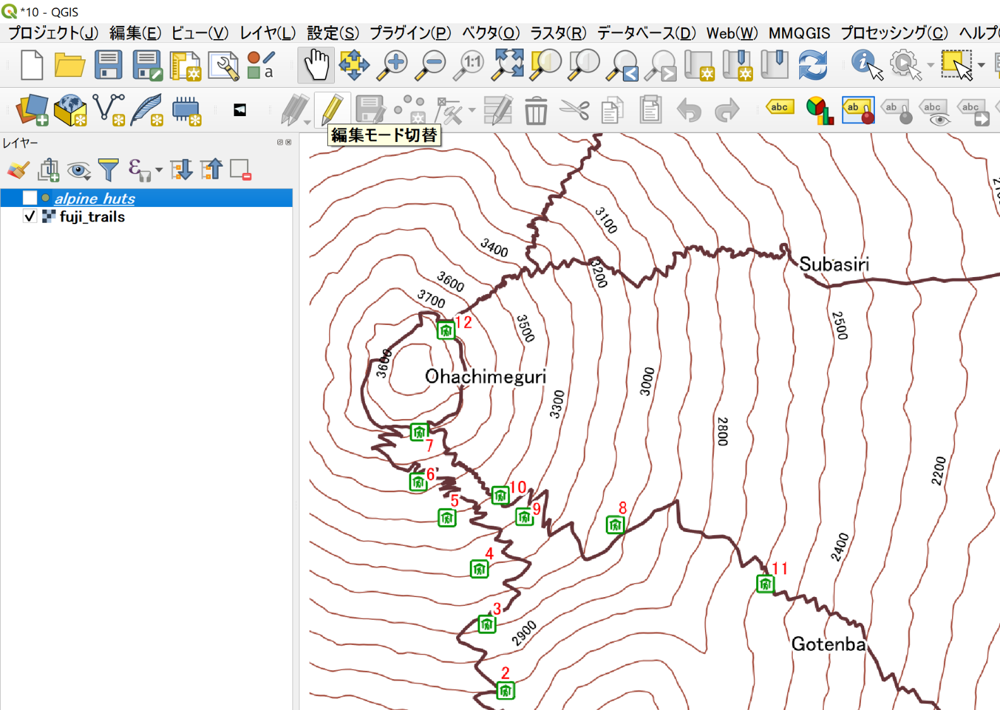 *10 - QGIS
プロジェクト(J) 編集(E) ビュー(V) レイヤ(L) 設定(S) プラグイン(P) ベクタ(O) ラスタ(R) データベース(D) Web(W) MMQGIS プロセッシング(C) ヘルプ(
1:1
a
abc
ab
ab
abc
abc
編集モード切替
レイヤー
ε
alpine_huts
fuji_trails
3100
3400
3200
Subasiri
3600
3700
12
3500
2500
3600
Ohachimeguri
3000
3300
2800
7
2200
6
10
5
9
8
2400
4
11
3
2900
Gotenba
2